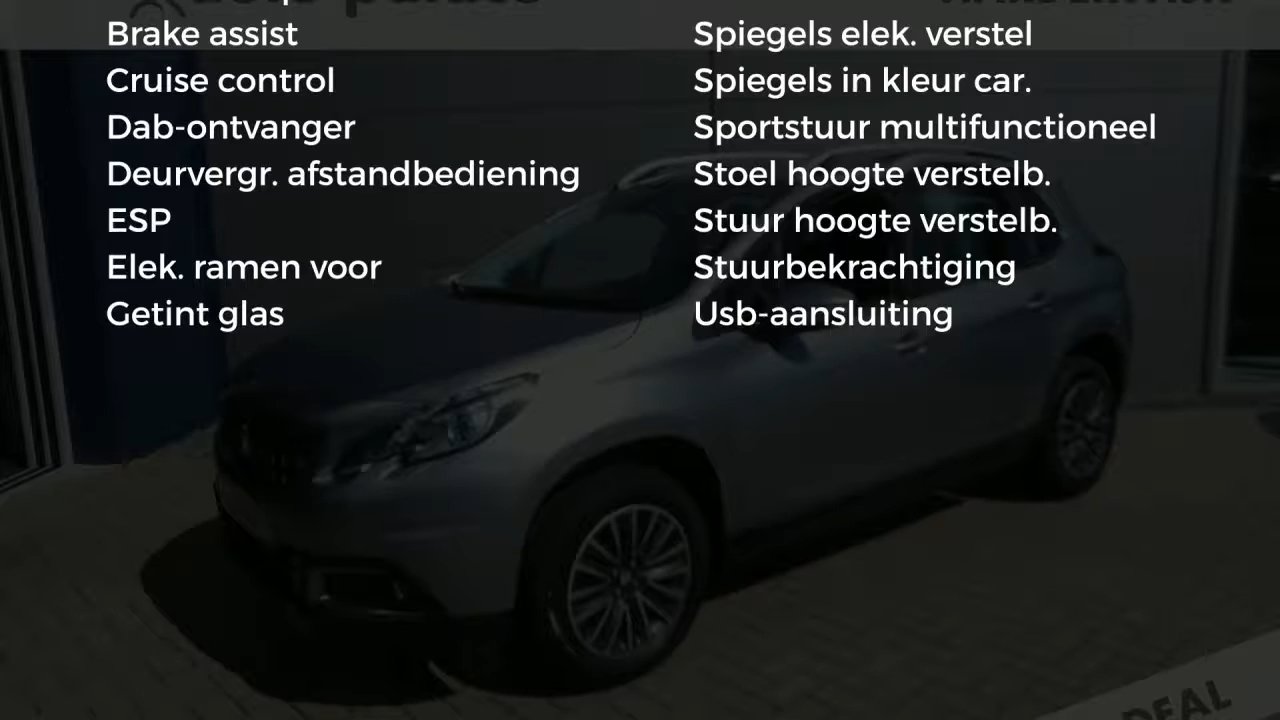 Brake assist
Cruise control
Dab-ontvanger
Deurvergr. afstandbediening
ESP
Elek. ramen voor
Getint glas
Spiegels elek. verstel
Spiegels in kleur car.
Sportstuur multifunctioneel
Stoel hoogte verstelb.
Stuur hoogte verstelb.
Stuurbekrachtiging
Usb-aansluiting
DEAL